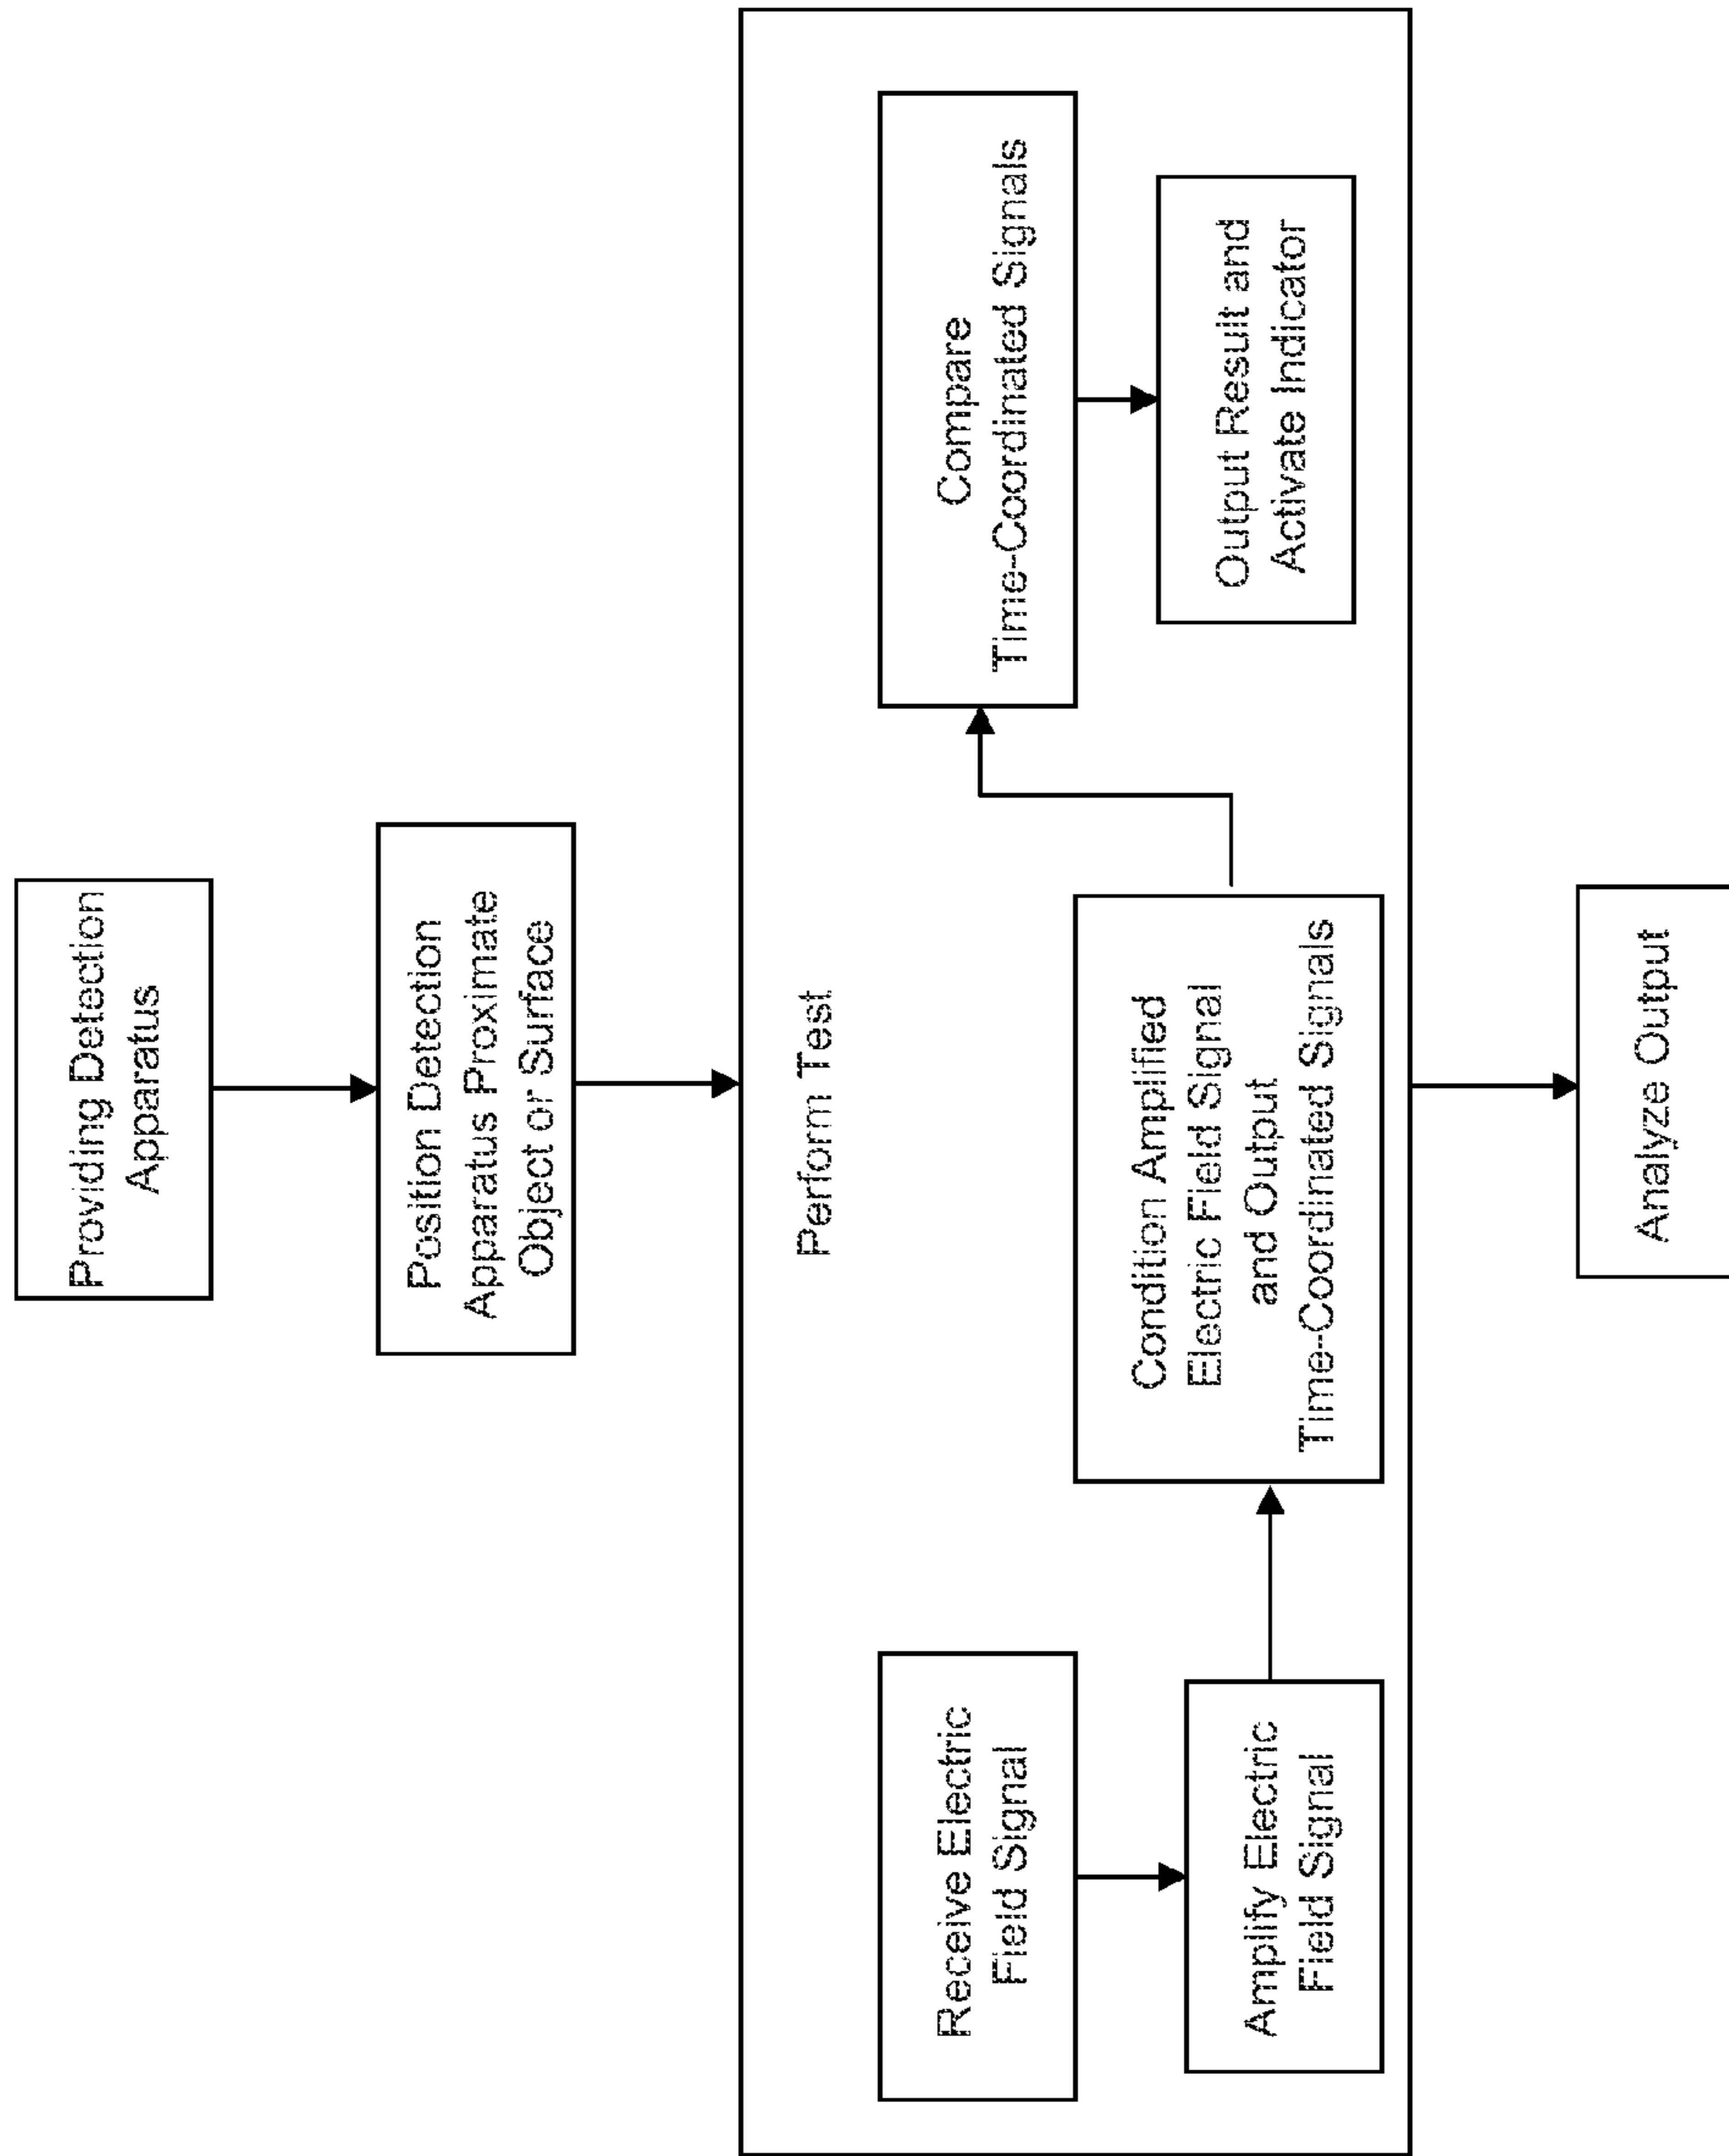 Providing Detection
Apparatus
Position Detection
Apparatus Proximate
Object or Surface
Perform Test
Receive Electric
Field Signal
Amplify Electric
Field Signal
Condition Amplified
Electric Field Signal
and Output
Time-Coordinated Signals
Compare
Time-Coordinated Signals
Output Result and
Activate Indicator
Analyze Output